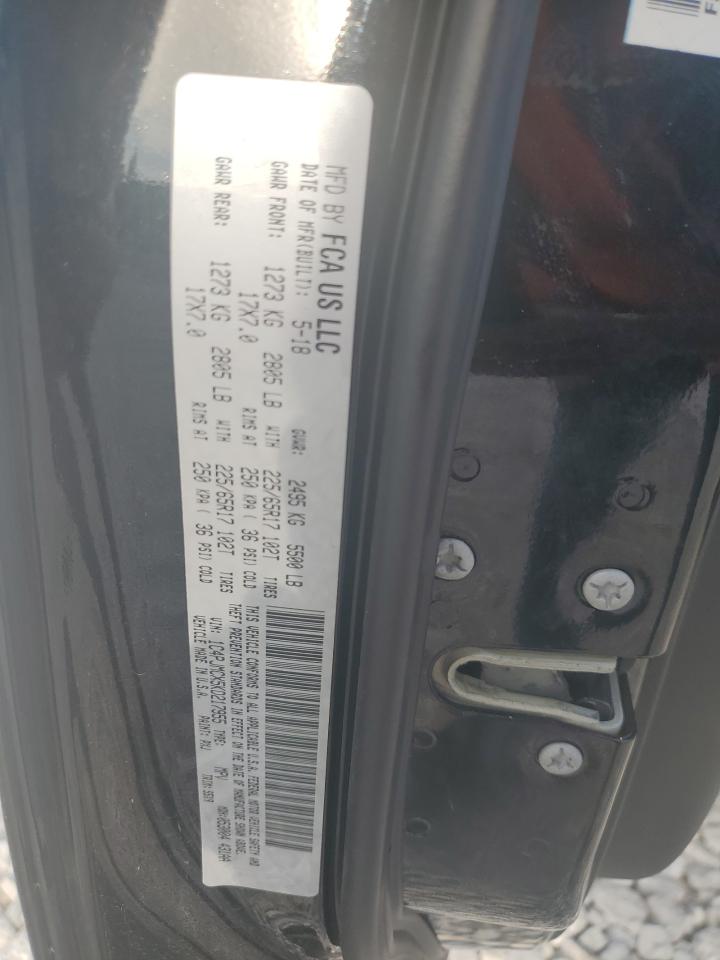 MFD BY FCA US LLC
DATE OF MFR(BUILT): 5-18 GVWR: 2495 KG 5500 LB
GAWR FRONT: 1273 KG 2805 LB WITH 225/65R17 102T TIRES
17X7.0 RIMS AT 250 KPA ( 36 PSI) COLD
GAWR REAR: 1273 KG 2805 LB WITH 225/65R17 102T TIRES
17X7.0 RIMS AT 250 KPA ( 36 PSI) COLD
THIS VEHICLE CONFORMS TO ALL APPLICABLE U.S.A. FEDERAL MOTOR VEHICLE SAFETY AND
THEFT PREVENTION STANDARDS IN EFFECT ON THE DATE OF MANUFACTURE SHOWN ABOVE.
VIN: TYPE: MPV
VEHICLE MADE IN U.S.A. PAINT: TRIM: